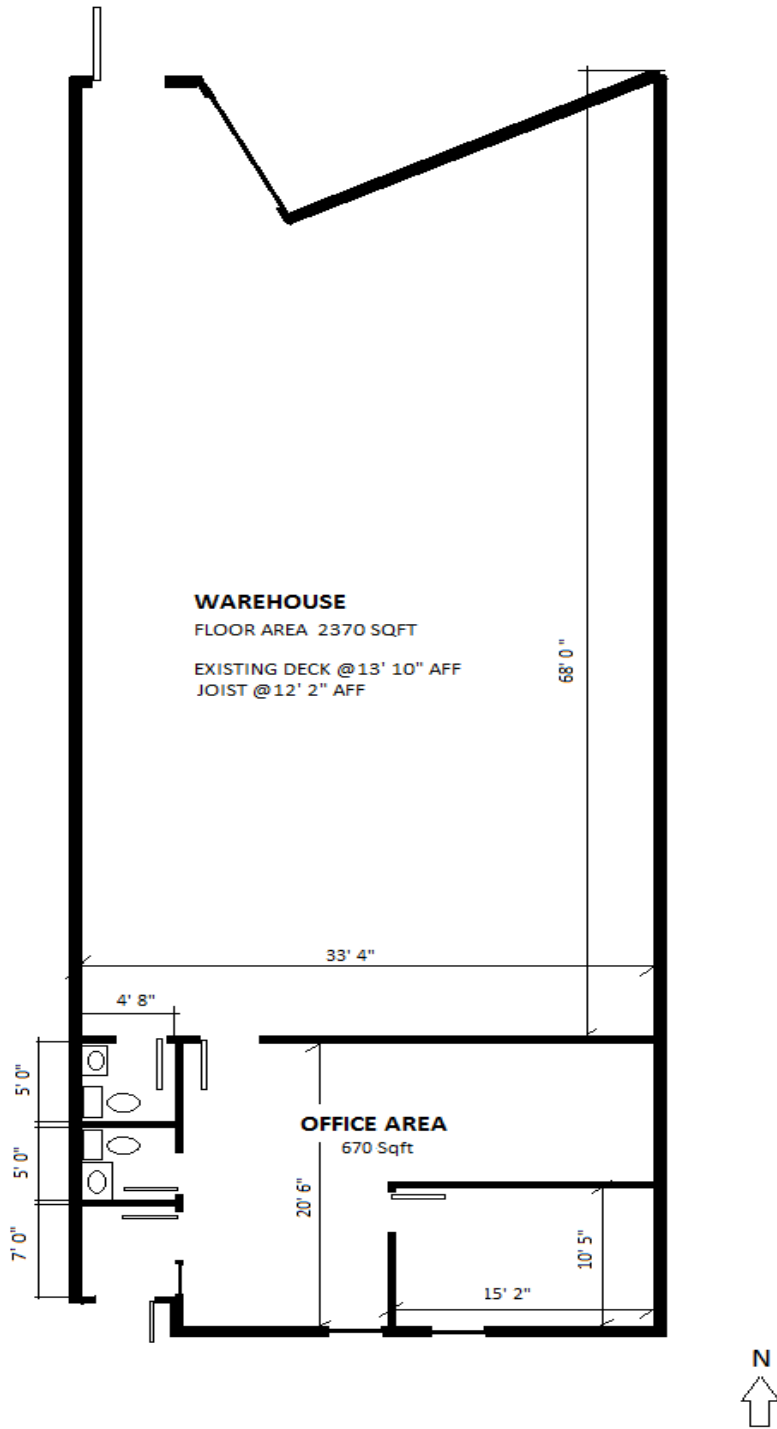 WAREHOUSE
FLOOR AREA 2370 SQFT
EXISTING DECK @13' 10" AFF
JOIST @12' 2" AFF
68' 0"
33' 4"
4' 8"
5' 0"
OFFICE AREA
670 Sqft
5' 0"
20' 6"
7' 0"
10' 5"
15' 2"
N